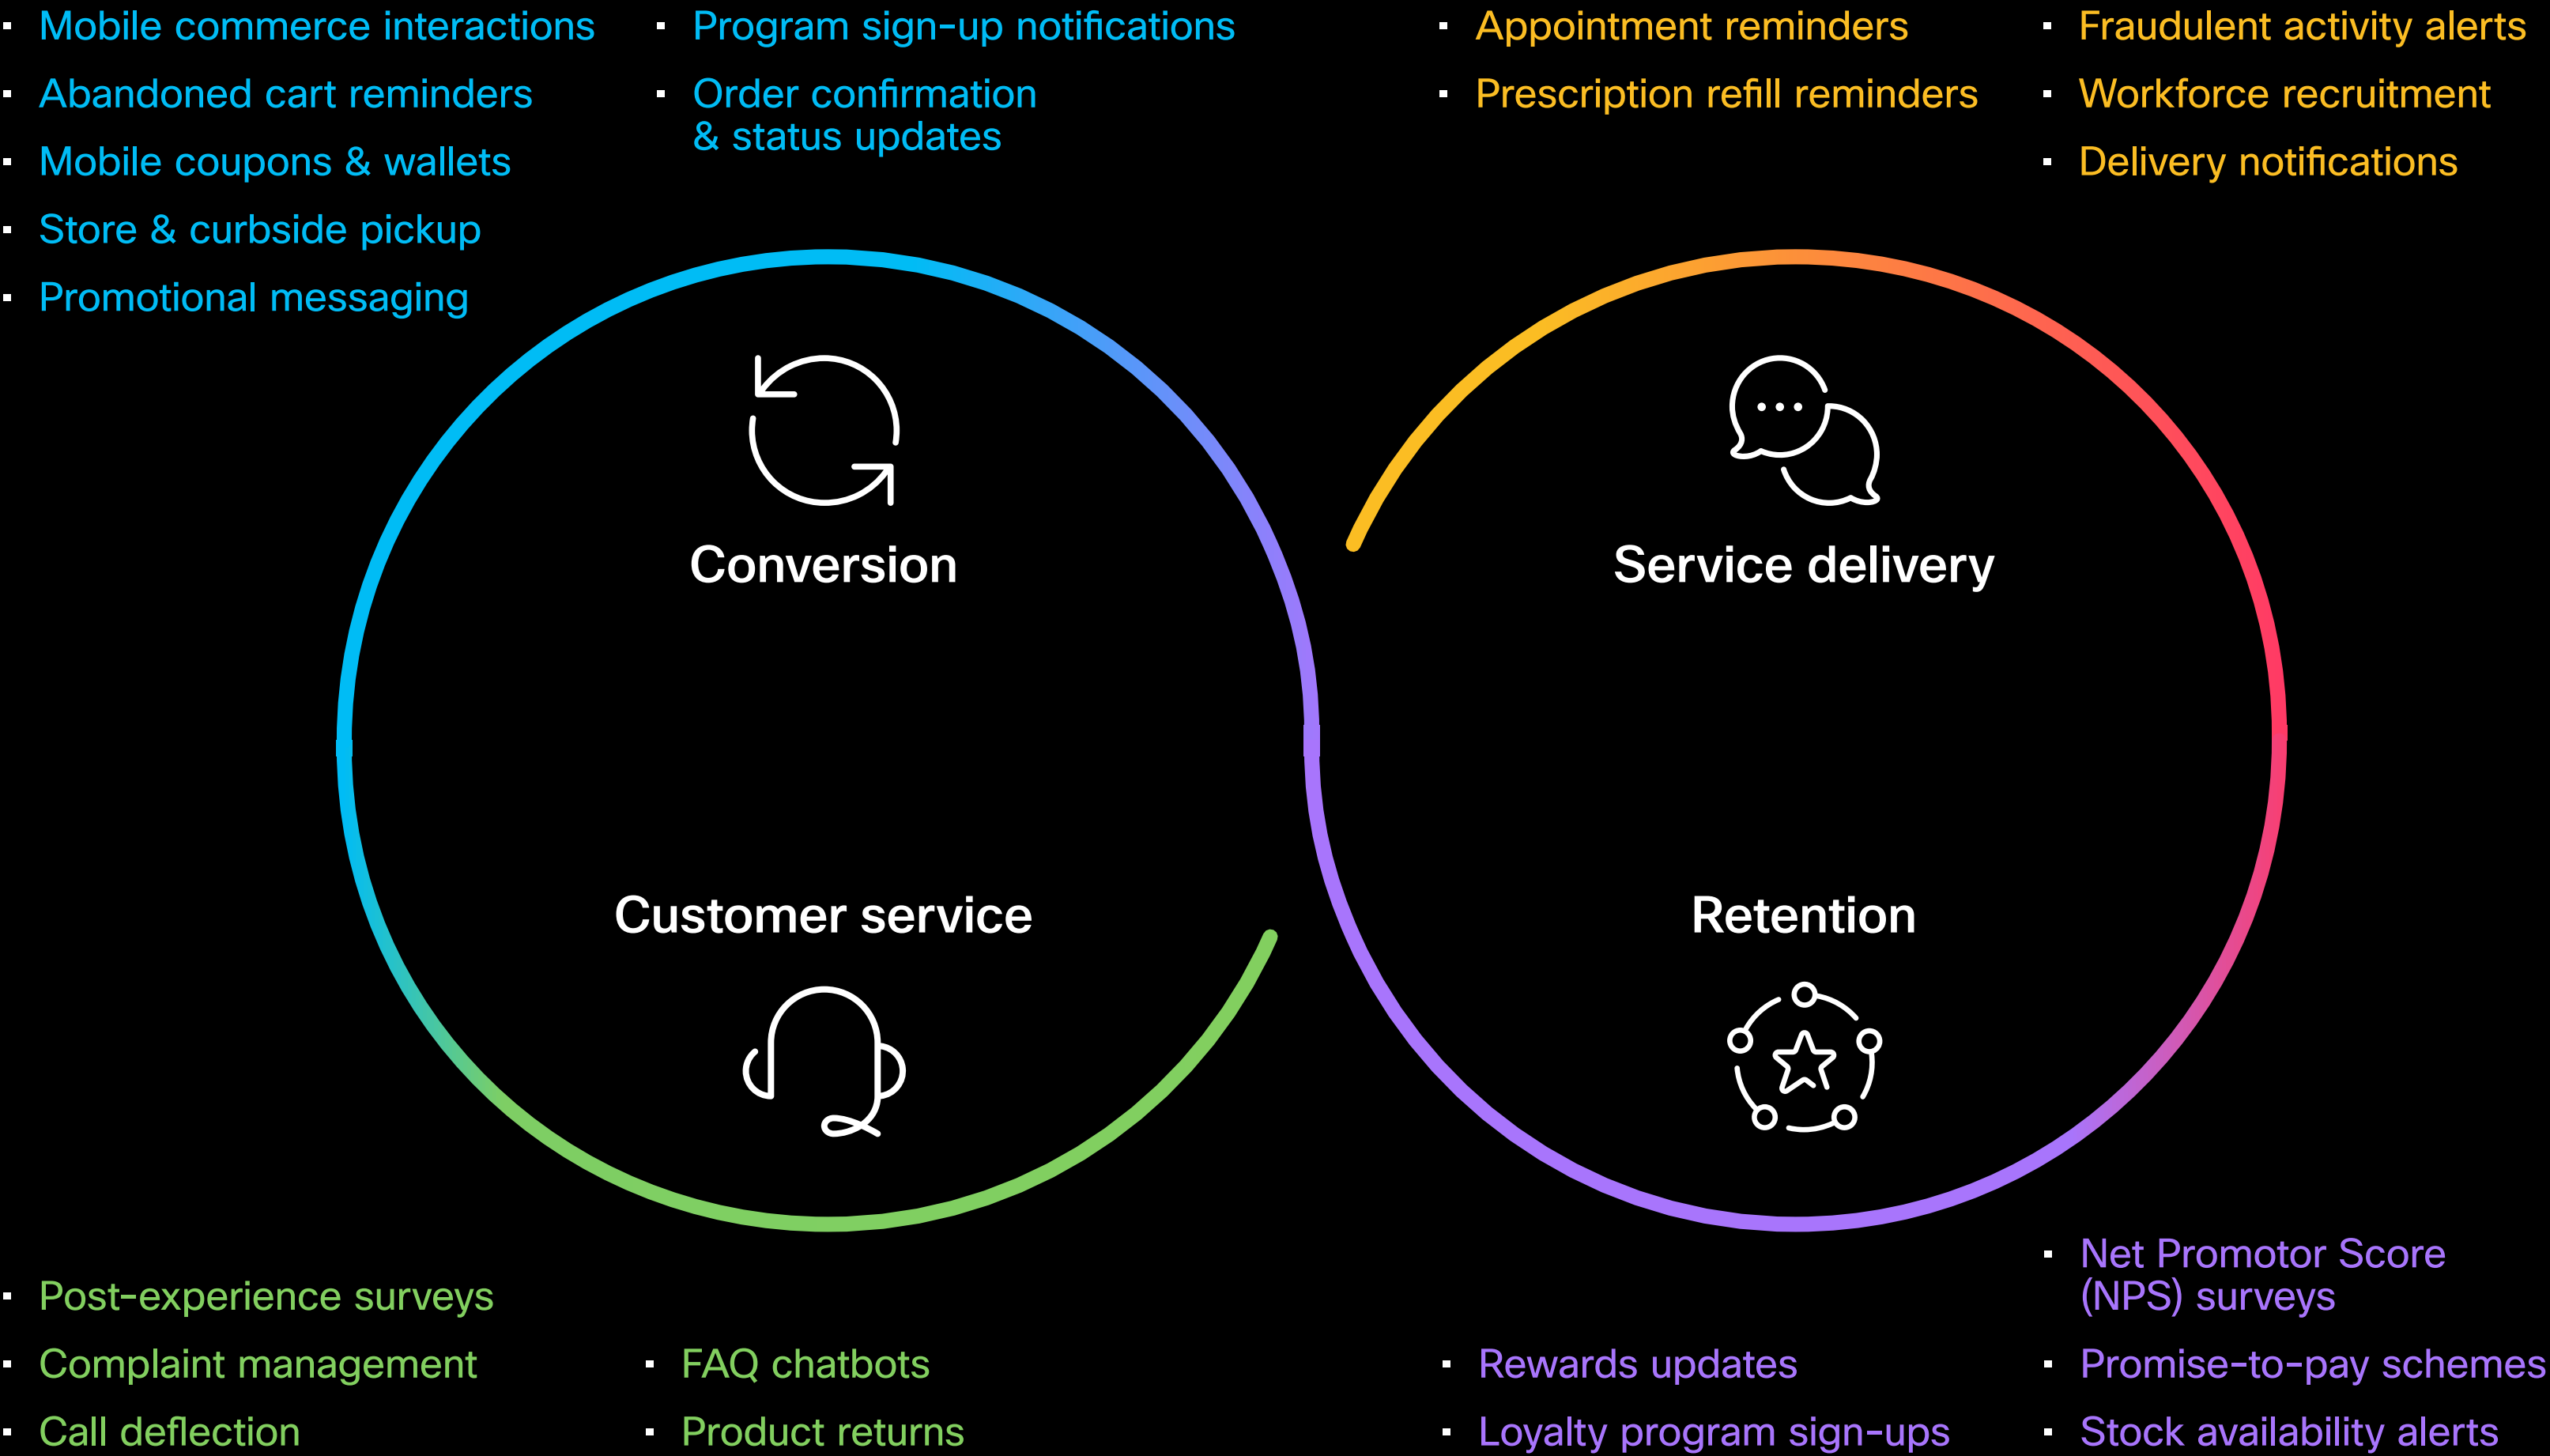 Mobile commerce interactions
Abandoned cart reminders
Mobile coupons & wallets
Store & curbside pickup
Promotional messaging
Program sign-up notifications
Order confirmation
& status updates
Appointment reminders
Prescription refill reminders
Fraudulent activity alerts
Workforce recruitment
Delivery notifications
Conversion
Service delivery
Customer service
Retention
Post-experience surveys
Complaint management
Call deflection
FAQ chatbots
Product returns
Rewards updates
Loyalty program sign-ups
Net Promotor Score
(NPS) surveys
Promise-to-pay schemes
Stock availability alerts